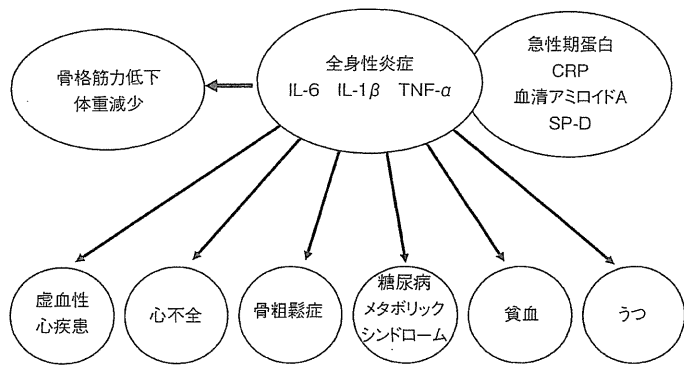 骨格筋力低下
体重減少
全身性炎症
IL-6 IL-1β TNF-α
急性期蛋白
CRP
血清アミロイドA
SP-D
虚血性
心疾患
心不全
骨粗鬆症
糖尿病
メタボリック
シンドローム
貧血
うつ